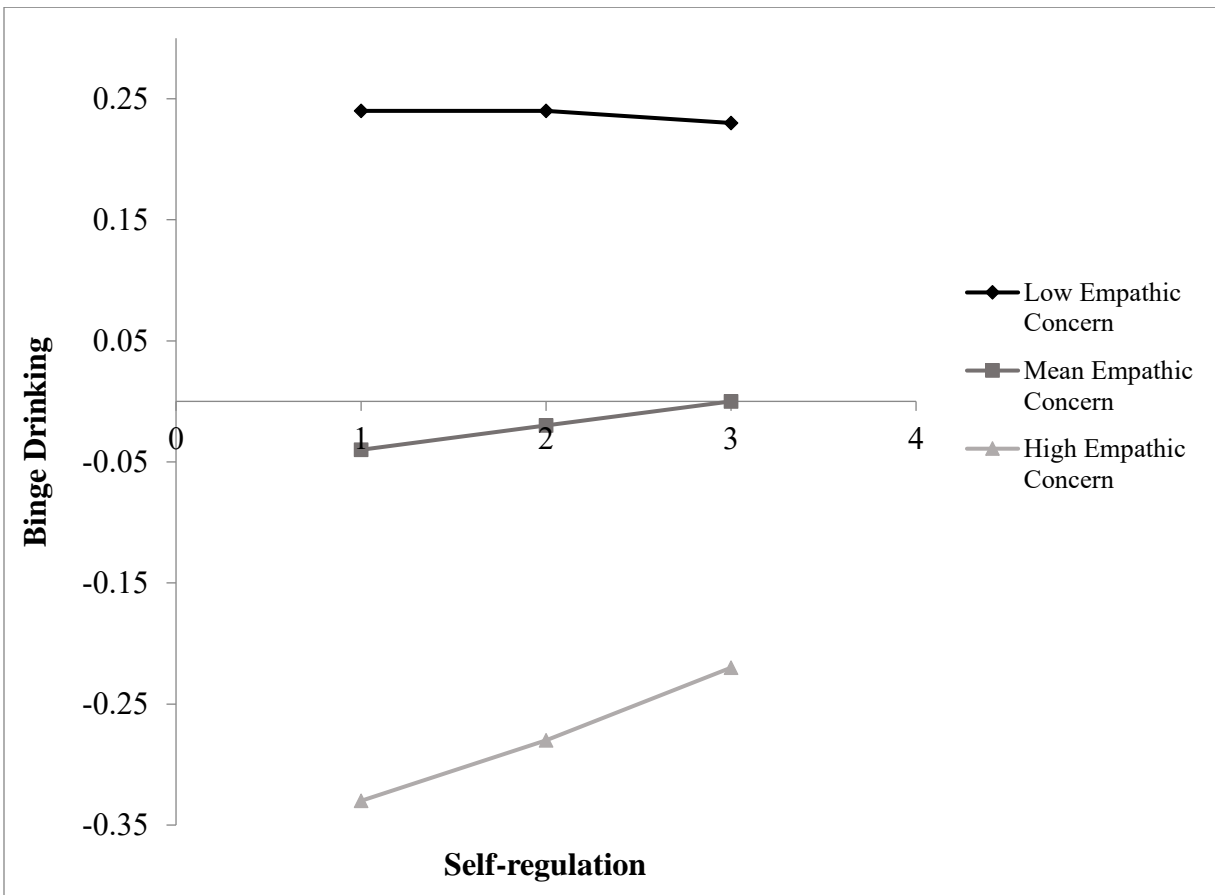 0.25
0.15
0.05
-0.05
-0.15
-0.25
-0.35
0 1 2 3 4
Binge Drinking
Self-regulation
Low Empathic
Concern
Mean Empathic
Concern
High Empathic
Concern